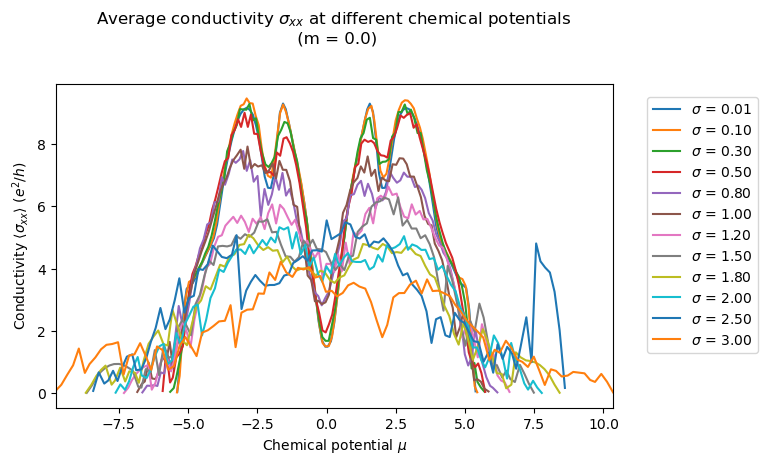 Average conductivity σxx at different chemical potentials
(m = 0.0)
Conductivity (σxx) (e²/h)
8
6
4
2
0
−7.5 −5.0 −2.5 0.0 2.5 5.0 7.5 10.0
Chemical potential μ
σ = 0.01
σ = 0.10
σ = 0.30
σ = 0.50
σ = 0.80
σ = 1.00
σ = 1.20
σ = 1.50
σ = 1.80
σ = 2.00
σ = 2.50
σ = 3.00